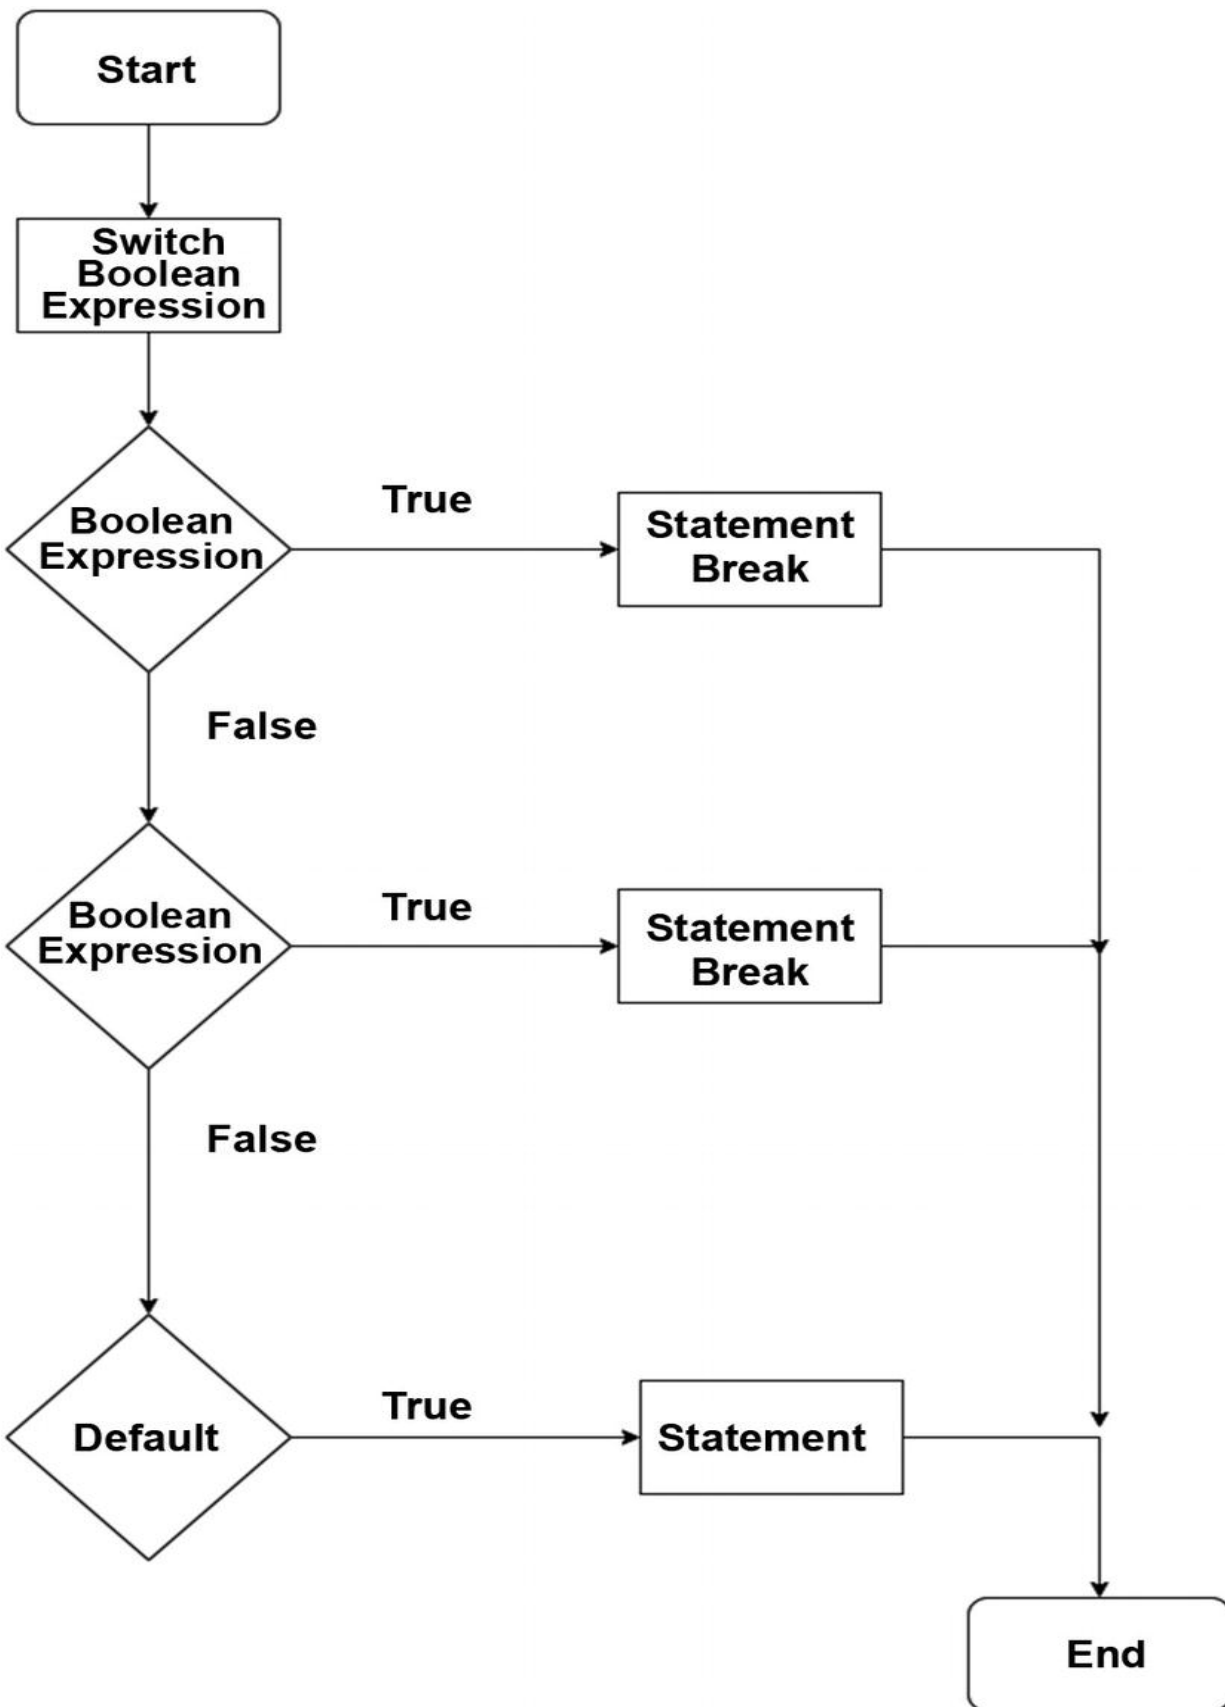 Start
Switch
Boolean
Expression
Boolean
Expression
True
Statement
Break
False
Boolean
Expression
True
Statement
Break
False
Default
True
Statement
End